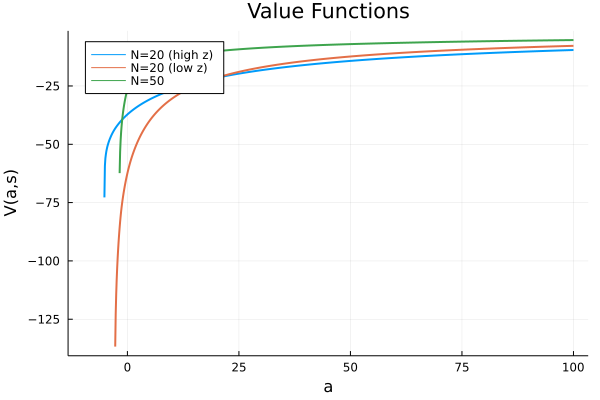 Value Functions
N=20 (high z)
N=20 (low z)
N=50
V(a,s)
−25
−50
−75
−100
−125
0 25 50 75 100
a